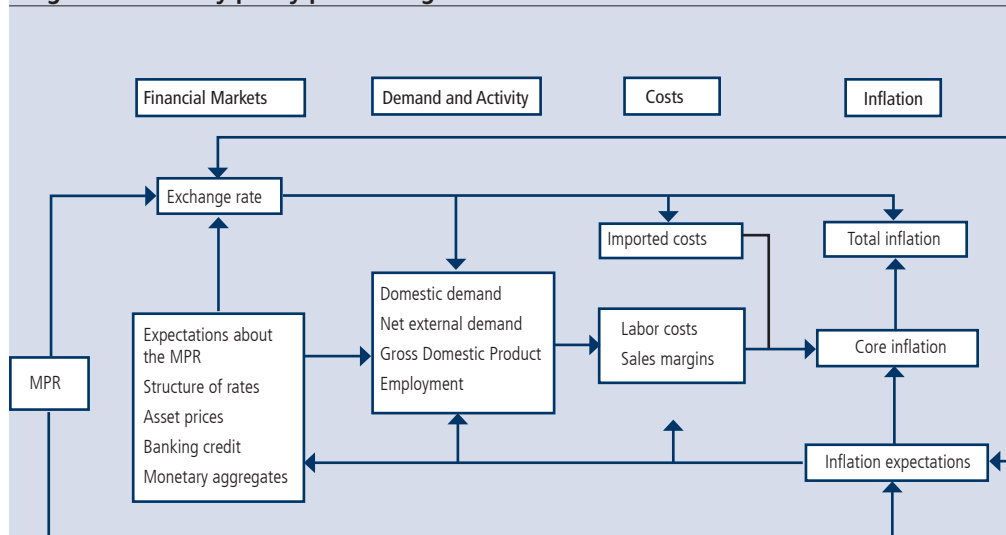 Financial Markets
Demand and Activity
Costs
Inflation
Exchange rate
Imported costs
Total inflation
Domestic demand
Net external demand
Gross Domestic Product
Employment
Labor costs
Sales margins
Core inflation
MPR
Expectations about
the MPR
Structure of rates
Asset prices
Banking credit
Monetary aggregates
Inflation expectations